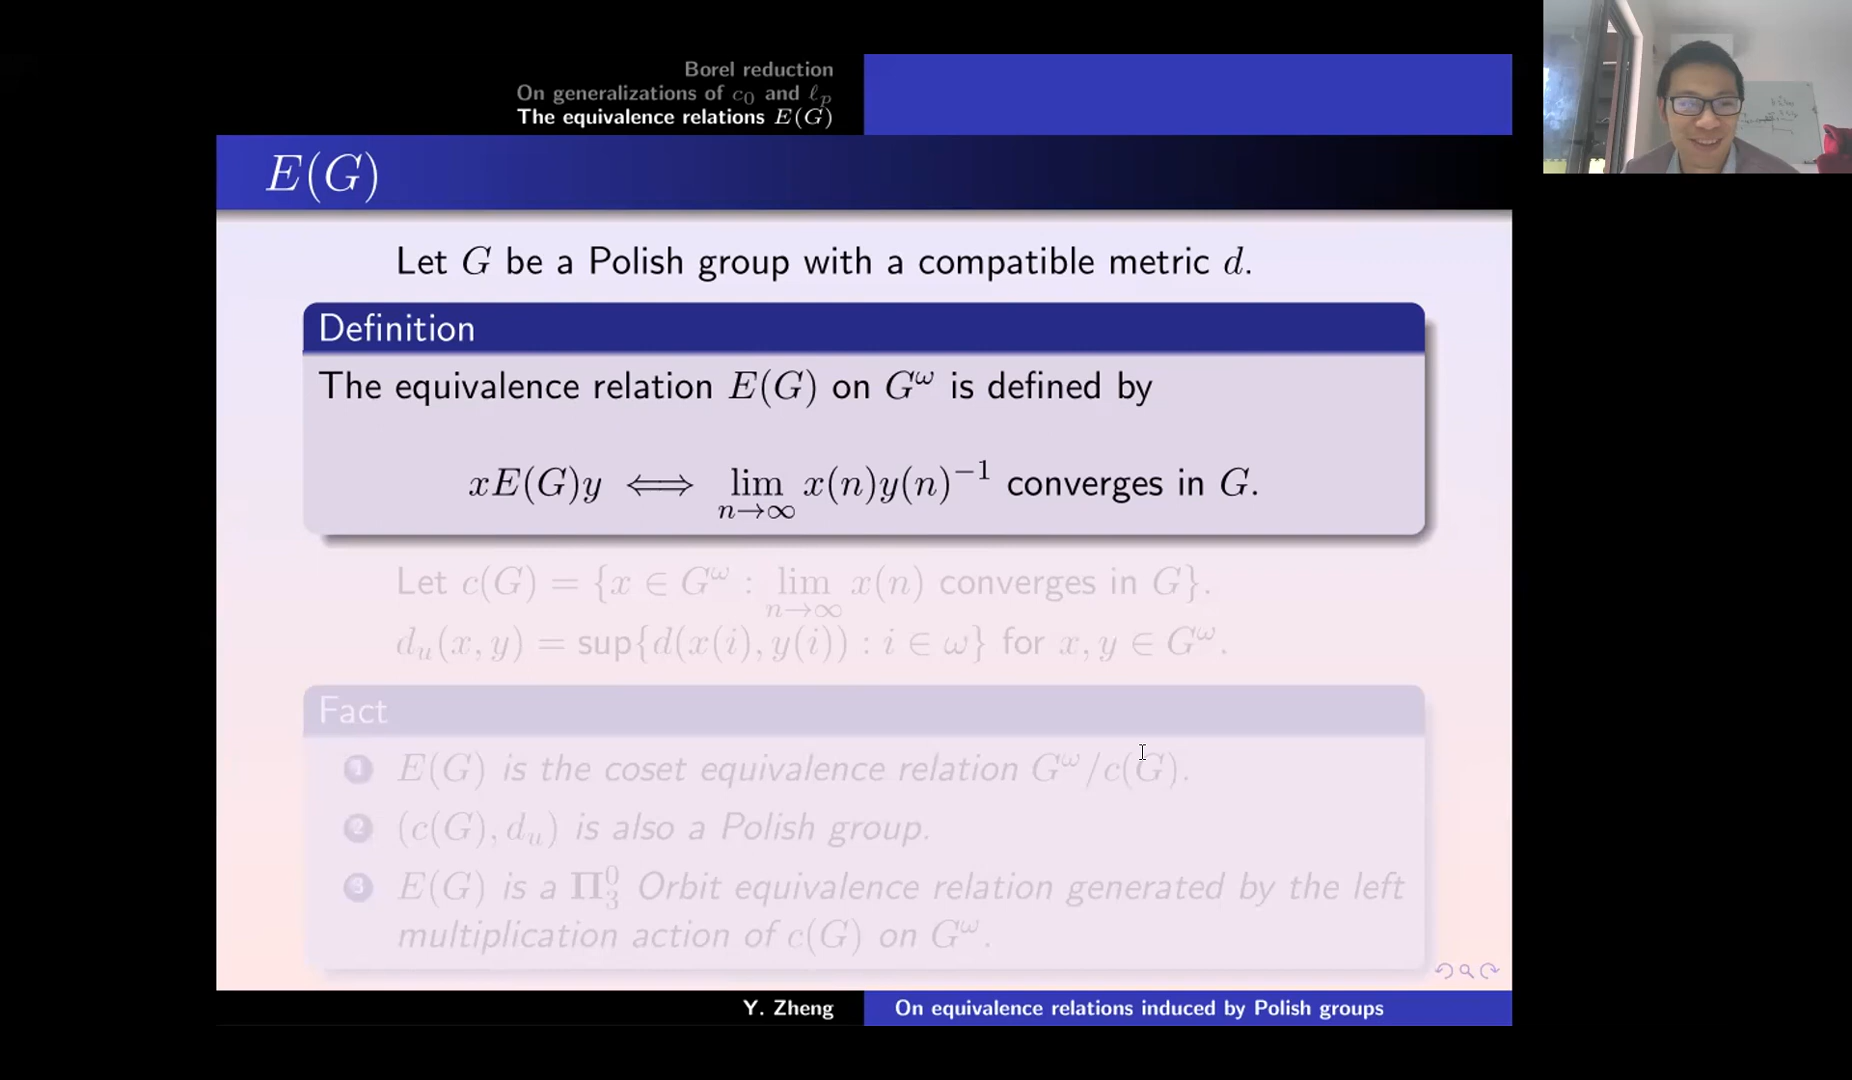 Borel reduction
On generalizations of c₀ and ℓₚ
The equivalence relations E(G)
E(G)
Let G be a Polish group with a compatible metric d.
Definition
The equivalence relation E(G) on G^ω is defined by
xE(G)y ⟺ lim_{n→∞} x(n)y(n)^{−1} converges in G.
Let c(G) = {x ∈ G^ω : lim_{n→∞} x(n) converges in G}.
d_u(x, y) = sup{d(x(i), y(i)) : i ∈ ω} for x, y ∈ G^ω.
Fact
1 E(G) is the coset equivalence relation G^ω/c(G).
2 (c(G), d_u) is also a Polish group.
3 E(G) is a Π^0_3 Orbit equivalence relation generated by the left
multiplication action of c(G) on G^ω.
Y. Zheng
On equivalence relations induced by Polish groups